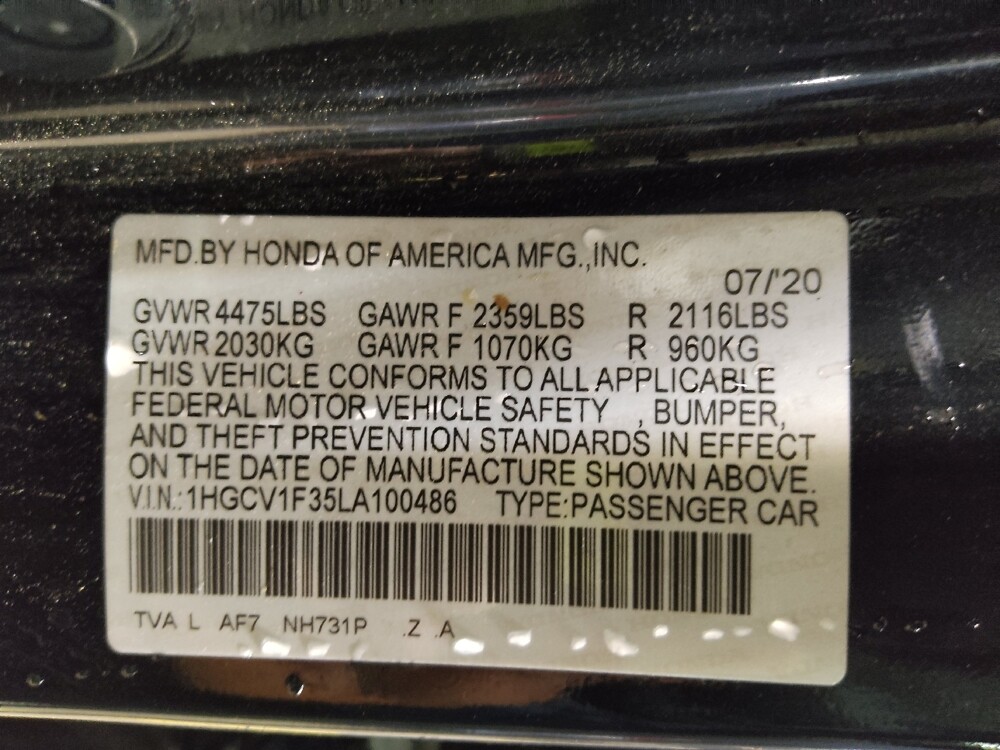 MFD.BY HONDA OF AMERICA MFG.,INC.
07/'20
GVWR 4475LBS GAWR F 2359LBS R 2116LBS
GVWR 2030KG GAWR F 1070KG R 960KG
THIS VEHICLE CONFORMS TO ALL APPLICABLE
FEDERAL MOTOR VEHICLE SAFETY , BUMPER,
AND THEFT PREVENTION STANDARDS IN EFFECT
ON THE DATE OF MANUFACTURE SHOWN ABOVE.
V.I.N.:1HGCV1F35LA100486 TYPE:PASSENGER CAR
TVA L AF7 NH731P .Z .A